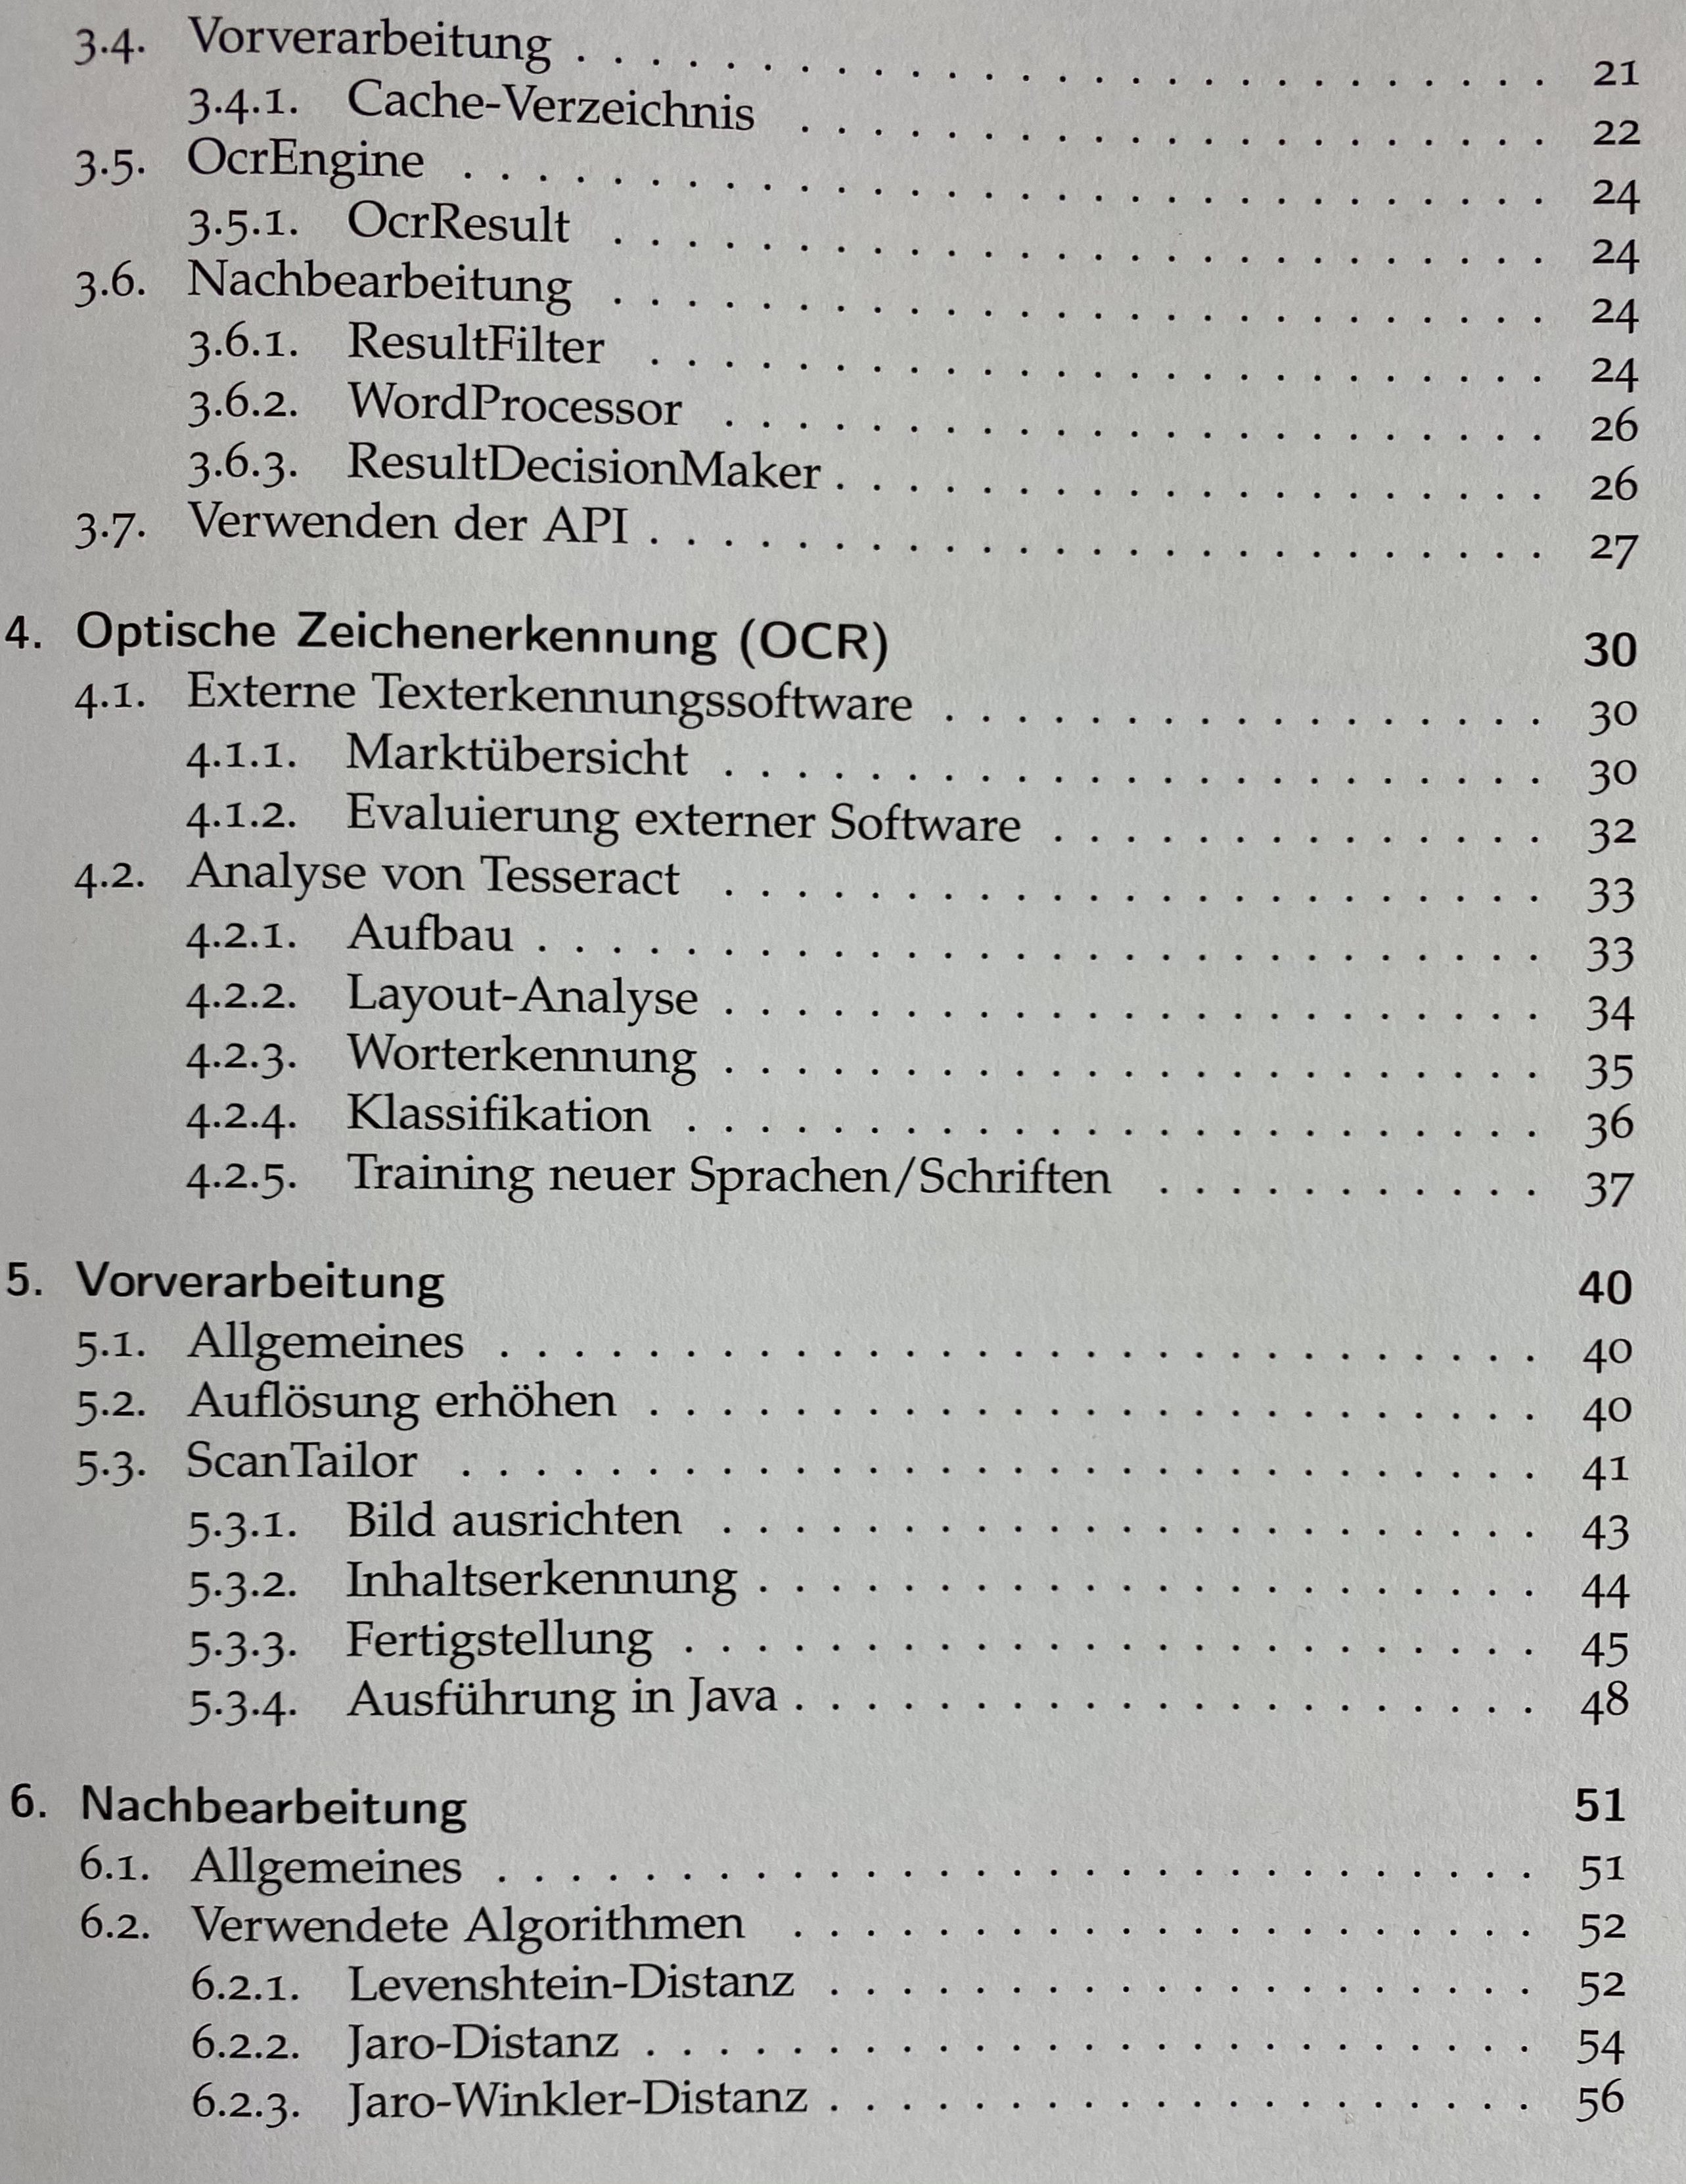 3.4. Vorverarbeitung . . . . . . . . . . . . . . . . . . . . . . . . . . . 21
3.4.1. Cache-Verzeichnis . . . . . . . . . . . . . . . . . . . . . 22
3.5. OcrEngine . . . . . . . . . . . . . . . . . . . . . . . . . . . . . . 24
3.5.1. OcrResult . . . . . . . . . . . . . . . . . . . . . . . . . . 24
3.6. Nachbearbeitung . . . . . . . . . . . . . . . . . . . . . . . . . . 24
3.6.1. ResultFilter . . . . . . . . . . . . . . . . . . . . . . . . . 24
3.6.2. WordProcessor . . . . . . . . . . . . . . . . . . . . . . . 26
3.6.3. ResultDecisionMaker . . . . . . . . . . . . . . . . . . . . 26
3.7. Verwenden der API . . . . . . . . . . . . . . . . . . . . . . . . . 27
4. Optische Zeichenerkennung (OCR) 30
4.1. Externe Texterkennungssoftware . . . . . . . . . . . . . . . . . 30
4.1.1. Marktübersicht . . . . . . . . . . . . . . . . . . . . . . . 30
4.1.2. Evaluierung externer Software . . . . . . . . . . . . . . 32
4.2. Analyse von Tesseract . . . . . . . . . . . . . . . . . . . . . . . 33
4.2.1. Aufbau . . . . . . . . . . . . . . . . . . . . . . . . . . . . 33
4.2.2. Layout-Analyse . . . . . . . . . . . . . . . . . . . . . . . 34
4.2.3. Worterkennung . . . . . . . . . . . . . . . . . . . . . . . 35
4.2.4. Klassifikation . . . . . . . . . . . . . . . . . . . . . . . . 36
4.2.5. Training neuer Sprachen/Schriften . . . . . . . . . . . 37
5. Vorverarbeitung 40
5.1. Allgemeines . . . . . . . . . . . . . . . . . . . . . . . . . . . . . 40
5.2. Auflösung erhöhen . . . . . . . . . . . . . . . . . . . . . . . . . 40
5.3. ScanTailor . . . . . . . . . . . . . . . . . . . . . . . . . . . . . . 41
5.3.1. Bild ausrichten . . . . . . . . . . . . . . . . . . . . . . . 43
5.3.2. Inhaltserkennung . . . . . . . . . . . . . . . . . . . . . . 44
5.3.3. Fertigstellung . . . . . . . . . . . . . . . . . . . . . . . . 45
5.3.4. Ausführung in Java . . . . . . . . . . . . . . . . . . . . . 48
6. Nachbearbeitung 51
6.1. Allgemeines . . . . . . . . . . . . . . . . . . . . . . . . . . . . . 51
6.2. Verwendete Algorithmen . . . . . . . . . . . . . . . . . . . . . 52
6.2.1. Levenshtein-Distanz . . . . . . . . . . . . . . . . . . . . 52
6.2.2. Jaro-Distanz . . . . . . . . . . . . . . . . . . . . . . . . . 54
6.2.3. Jaro-Winkler-Distanz . . . . . . . . . . . . . . . . . . . . 56